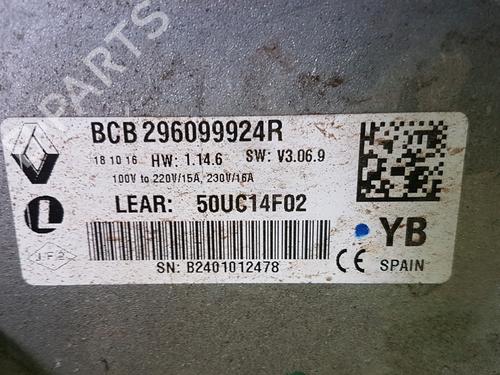 PARTS
BCB 296099924R
18 10 16 HW: 1.14.6 SW: V3.06.9
100V to 220V/15A, 230V/16A
LEAR: 50UC14F02
YB
SN: B2401012478
CE SPAIN